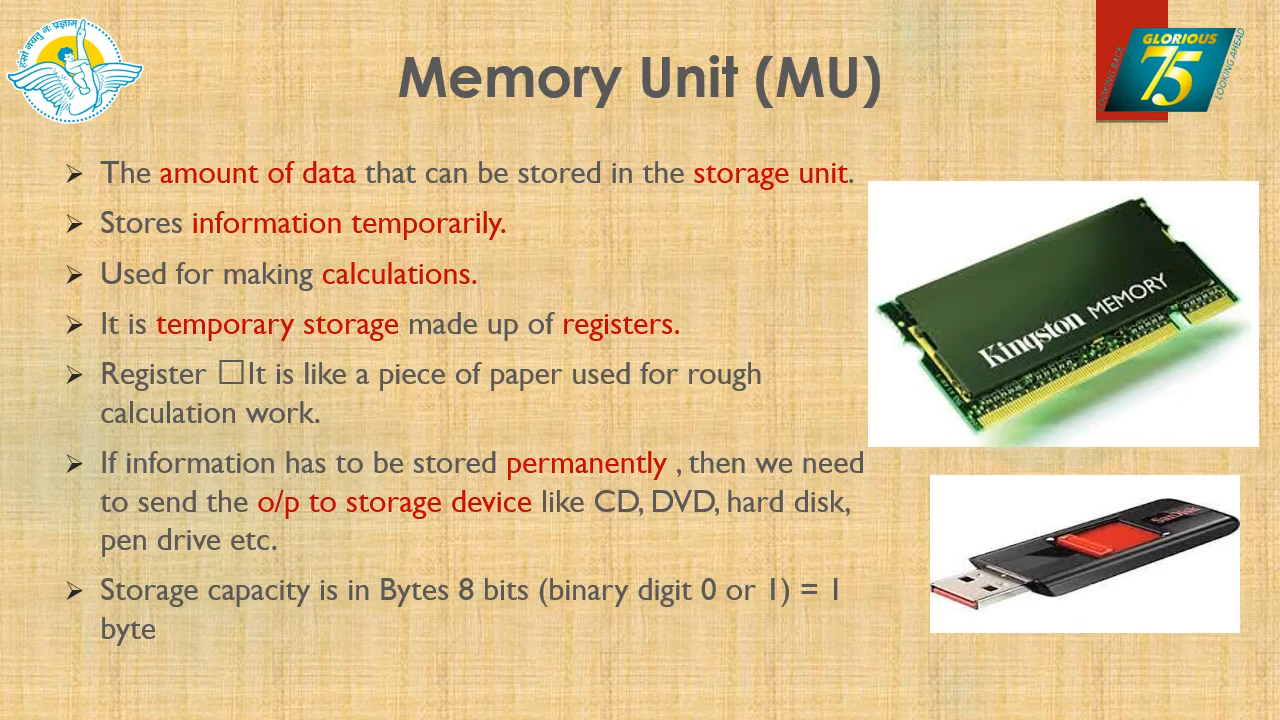 हंसो नयतु नः प्रज्ञाम्
Memory Unit (MU)
GLORIOUS
75
LOOKING BACK
LOOKING AHEAD
➢ The amount of data that can be stored in the storage unit.
➢ Stores information temporarily.
➢ Used for making calculations.
➢ It is temporary storage made up of registers.
➢ Register □It is like a piece of paper used for rough
calculation work.
➢ If information has to be stored permanently , then we need
to send the o/p to storage device like CD, DVD, hard disk,
pen drive etc.
➢ Storage capacity is in Bytes 8 bits (binary digit 0 or 1) = 1
byte
Kingston MEMORY
SanDisk